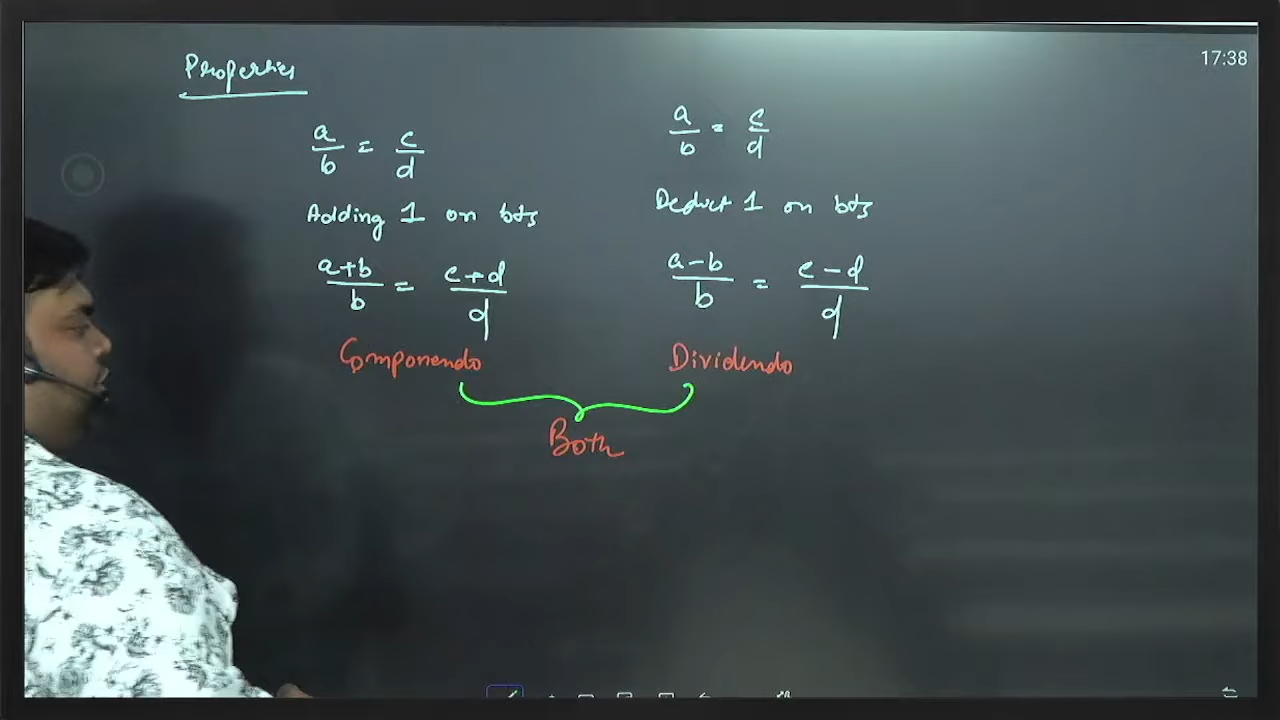 17:38
Properties
a/b = c/d
Adding 1 on bts
a+b/b = c+d/d
Componendo
a/b = c/d
Deduct 1 on bts
a-b/b = c-d/d
Dividendo
Both